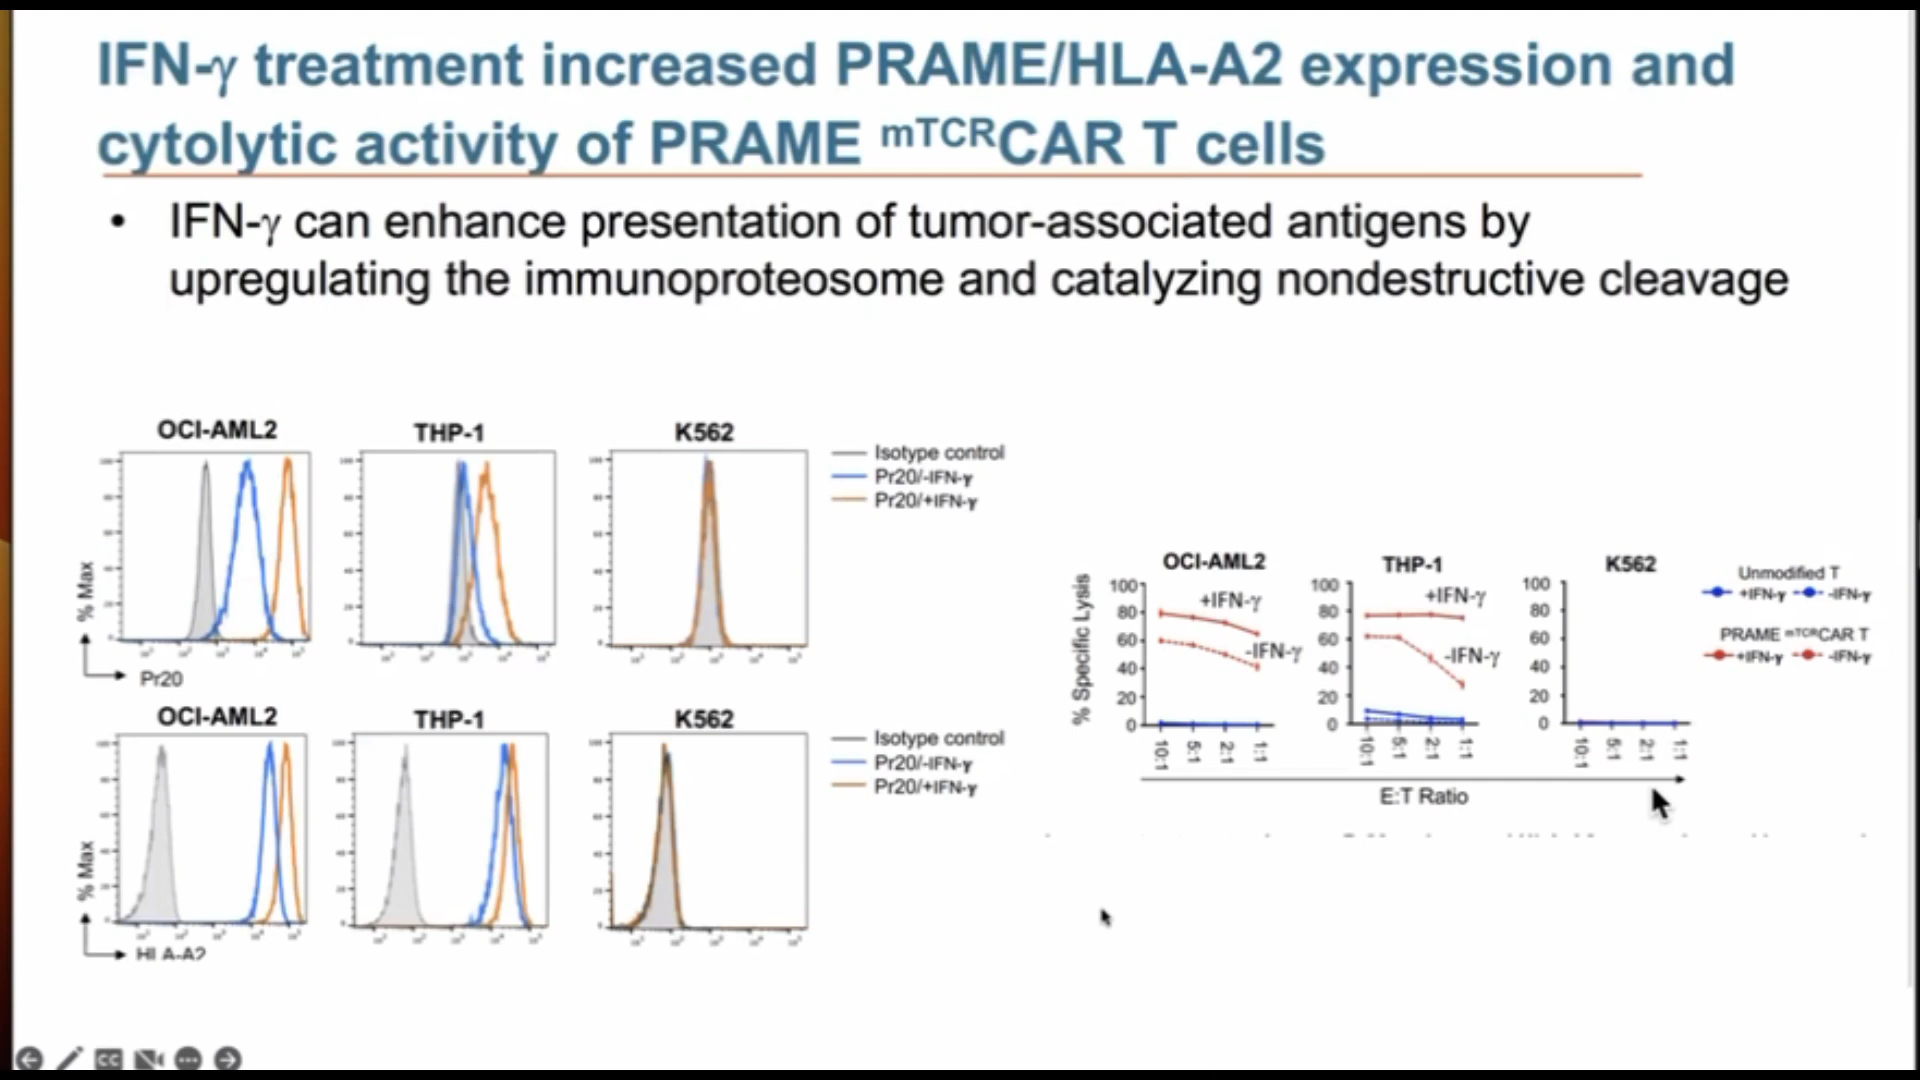 IFN-γ treatment increased PRAME/HLA-A2 expression and
cytolytic activity of PRAME mTCRCAR T cells
• IFN-γ can enhance presentation of tumor-associated antigens by
upregulating the immunoproteosome and catalyzing nondestructive cleavage
OCI-AML2
THP-1
K562
Isotype control
Pr20/-IFN-γ
Pr20/+IFN-γ
% Max
Pr20
OCI-AML2
THP-1
K562
Isotype control
Pr20/-IFN-γ
Pr20/+IFN-γ
% Max
HLA-A2
OCI-AML2
THP-1
K562
% Specific Lysis
100
80
60
40
20
0
+IFN-γ
-IFN-γ
10:1
5:1
2:1
1:1
100
80
60
40
20
0
+IFN-γ
-IFN-γ
10:1
5:1
2:1
1:1
100
80
60
40
20
0
10:1
5:1
2:1
1:1
E:T Ratio
Unmodified T
+IFN-γ -IFN-γ
PRAME mTCRCAR T
+IFN-γ -IFN-γ
CC